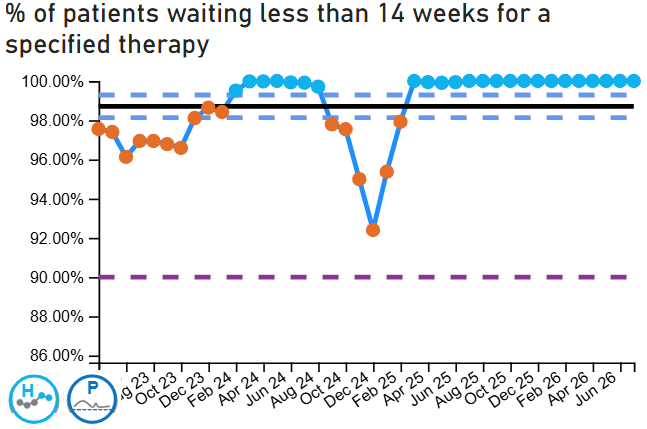 % of patients waiting less than 14 weeks for a
specified therapy
100.00%
98.00%
96.00%
94.00%
92.00%
90.00%
88.00%
86.00%
ug 23
Oct 23
Dec 23
Feb 24
Apr 24
Jun 24
Aug 24
Oct 24
Dec 24
Feb 25
Apr 25
Jun 25
Aug 25
Oct 25
Dec 25
Feb 26
Apr 26
Jun 26
H
P